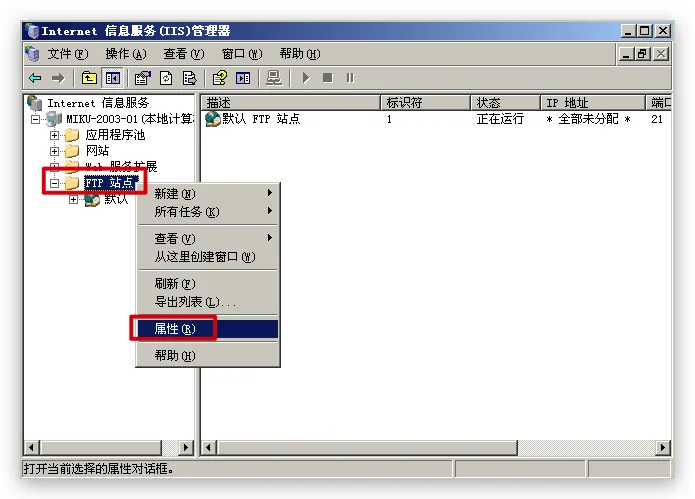 Internet 信息服务(IIS)管理器
文件(F) 操作(A) 查看(V) 窗口(W) 帮助(H)
Internet 信息服务
MIKU-2003-01(本地计算
应用程序池
网站
Web 服务扩展
FTP 站点
默认
描述 标识符 状态 IP 地址 端口
默认 FTP 站点 1 正在运行 * 全部未分配 * 21
新建(N)
所有任务(K)
查看(V)
从这里创建窗口(W)
刷新(F)
导出列表(L)...
属性(R)
帮助(H)
打开当前选择的属性对话框。